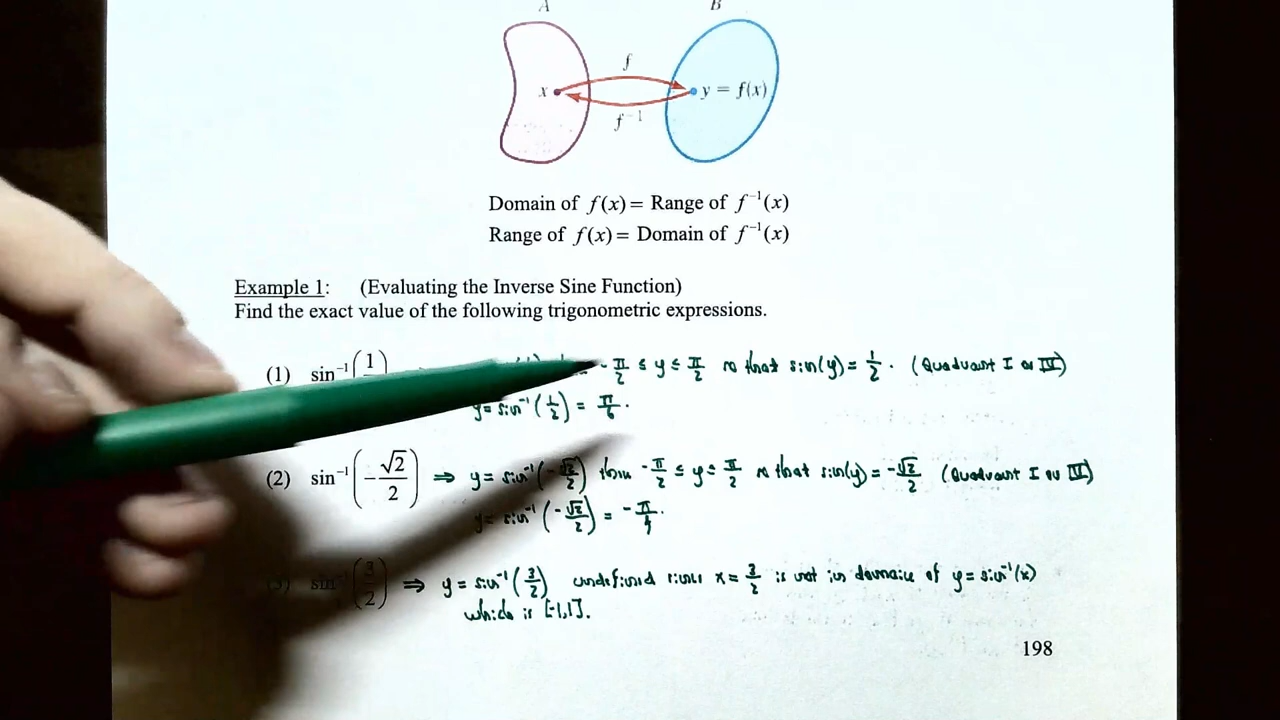 A B
f
x y = f(x)
f⁻¹
Domain of f(x) = Range of f⁻¹(x)
Range of f(x) = Domain of f⁻¹(x)
Example 1: (Evaluating the Inverse Sine Function)
Find the exact value of the following trigonometric expressions.
(1) sin⁻¹(1 -π/2 ≤ y ≤ π/2 so that sin(y) = 1/2. (Quadrant I or IV)
y = sin⁻¹(1/2) = π/6.
(2) sin⁻¹(-√2/2) ⇒ y = sin⁻¹(-√2/2) then -π/2 ≤ y ≤ π/2 so that sin(y) = -√2/2 (Quadrant I or IV)
y = sin⁻¹(-√2/2) = -π/4.
(3) sin⁻¹(3/2) ⇒ y = sin⁻¹(3/2) undefined since x = 3/2 is not in domain of y = sin⁻¹(x)
which is [-1,1].
198